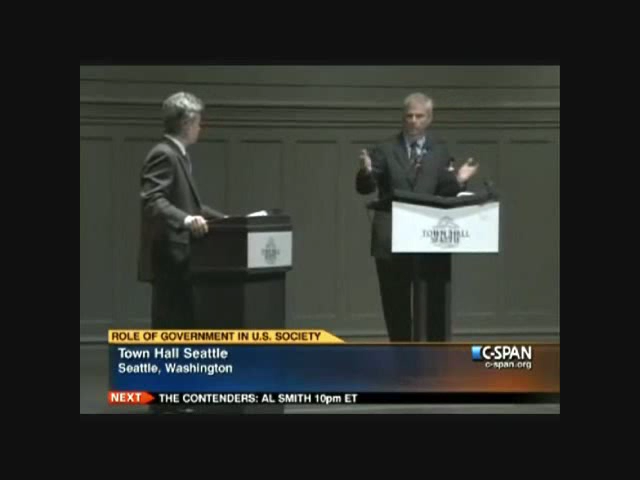 TOWN HALL
SEATTLE
ROLE OF GOVERNMENT IN U.S. SOCIETY
Town Hall Seattle
Seattle, Washington
C-SPAN
c-span.org
NEXT THE CONTENDERS: AL SMITH 10pm ET